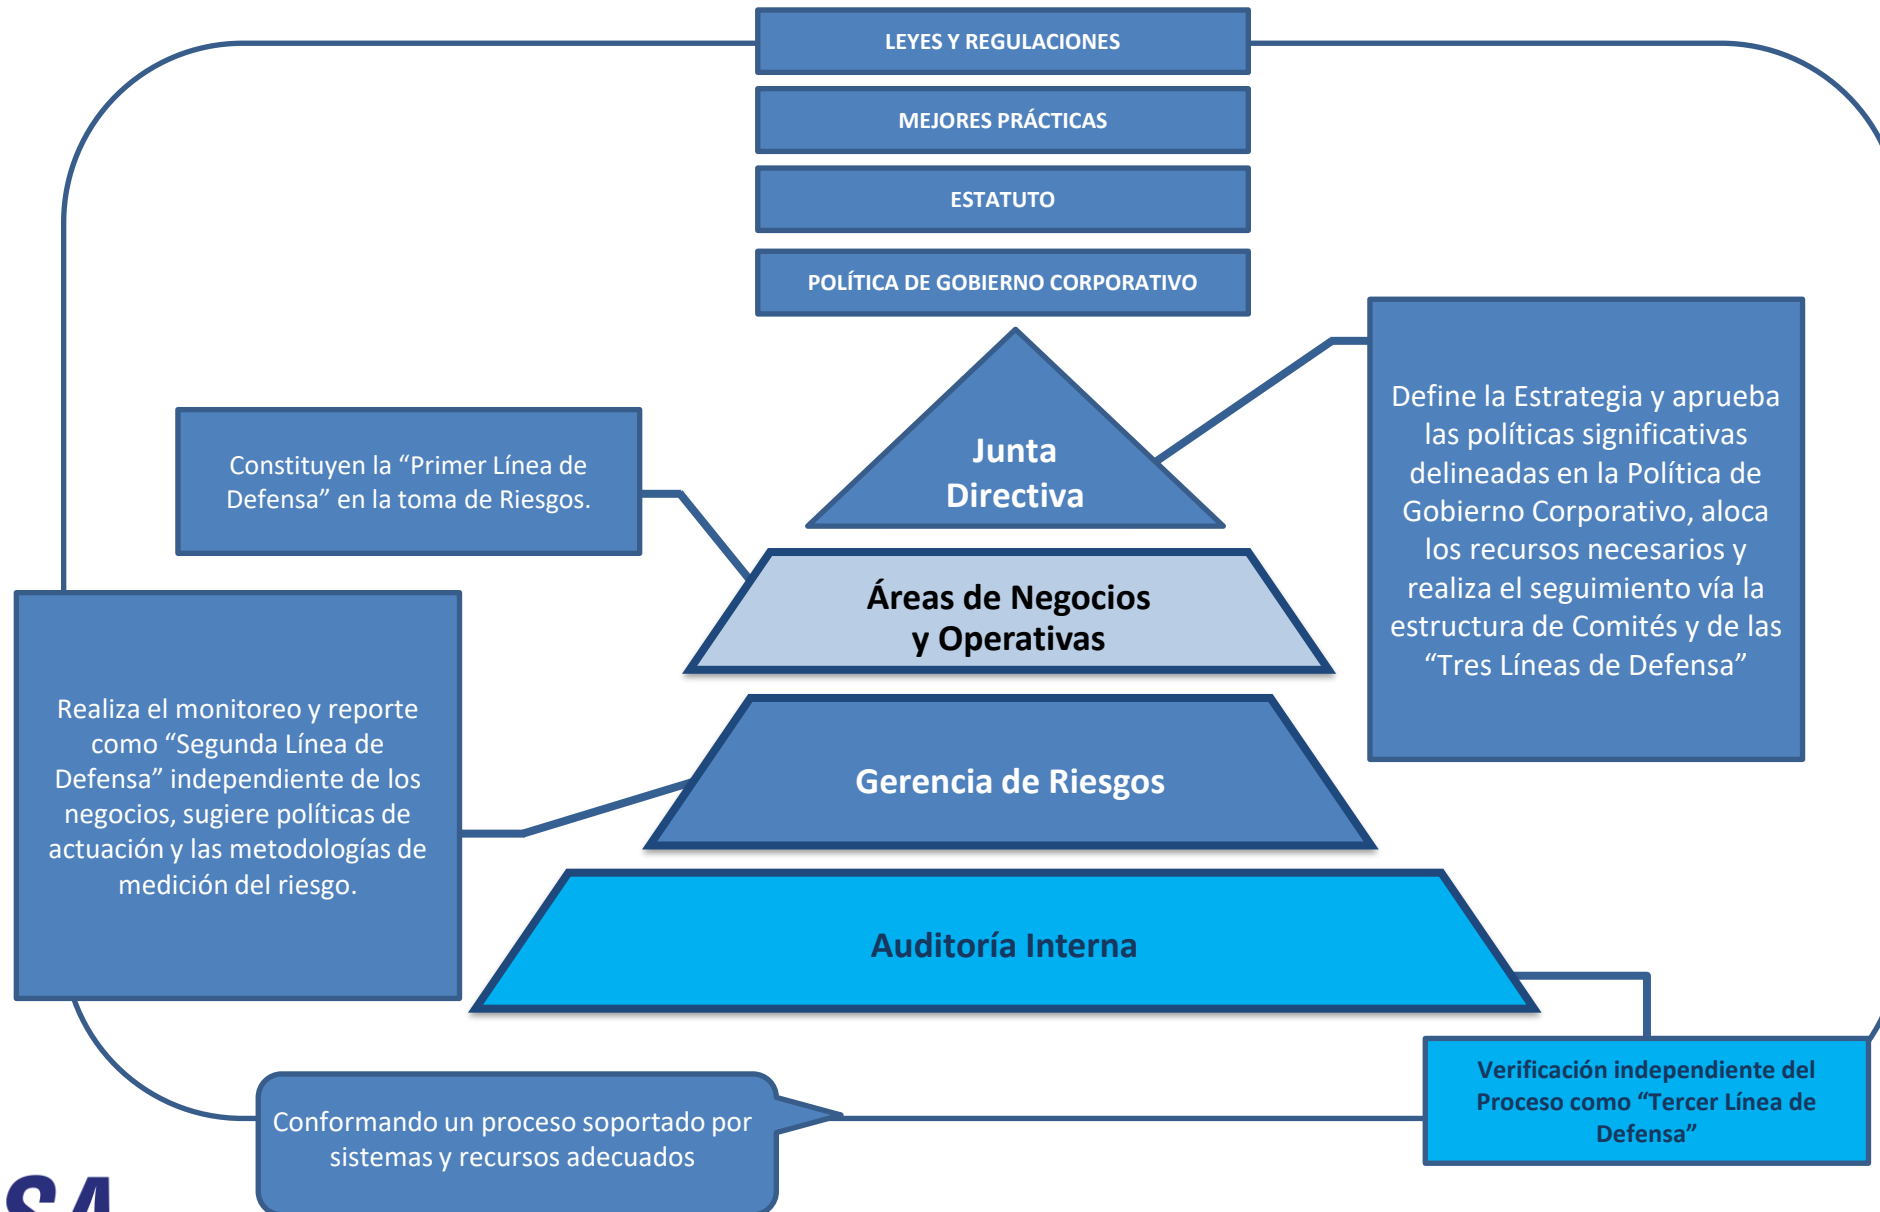 LEYES Y REGULACIONES
MEJORES PRÁCTICAS
ESTATUTO
POLÍTICA DE GOBIERNO CORPORATIVO
Junta
Directiva
Define la Estrategia y aprueba
las políticas significativas
delineadas en la Política de
Gobierno Corporativo, aloca
los recursos necesarios y
realiza el seguimiento vía la
estructura de Comités y de las
“Tres Líneas de Defensa”
Constituyen la “Primer Línea de
Defensa” en la toma de Riesgos.
Áreas de Negocios
y Operativas
Realiza el monitoreo y reporte
como “Segunda Línea de
Defensa” independiente de los
negocios, sugiere políticas de
actuación y las metodologías de
medición del riesgo.
Gerencia de Riesgos
Auditoría Interna
Verificación independiente del
Proceso como “Tercer Línea de
Defensa”
Conformando un proceso soportado por
sistemas y recursos adecuados
SA